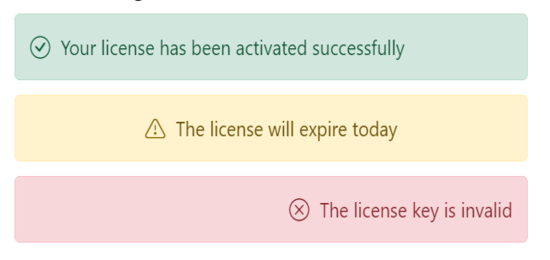 Your license has been activated successfully
The license will expire today
The license key is invalid